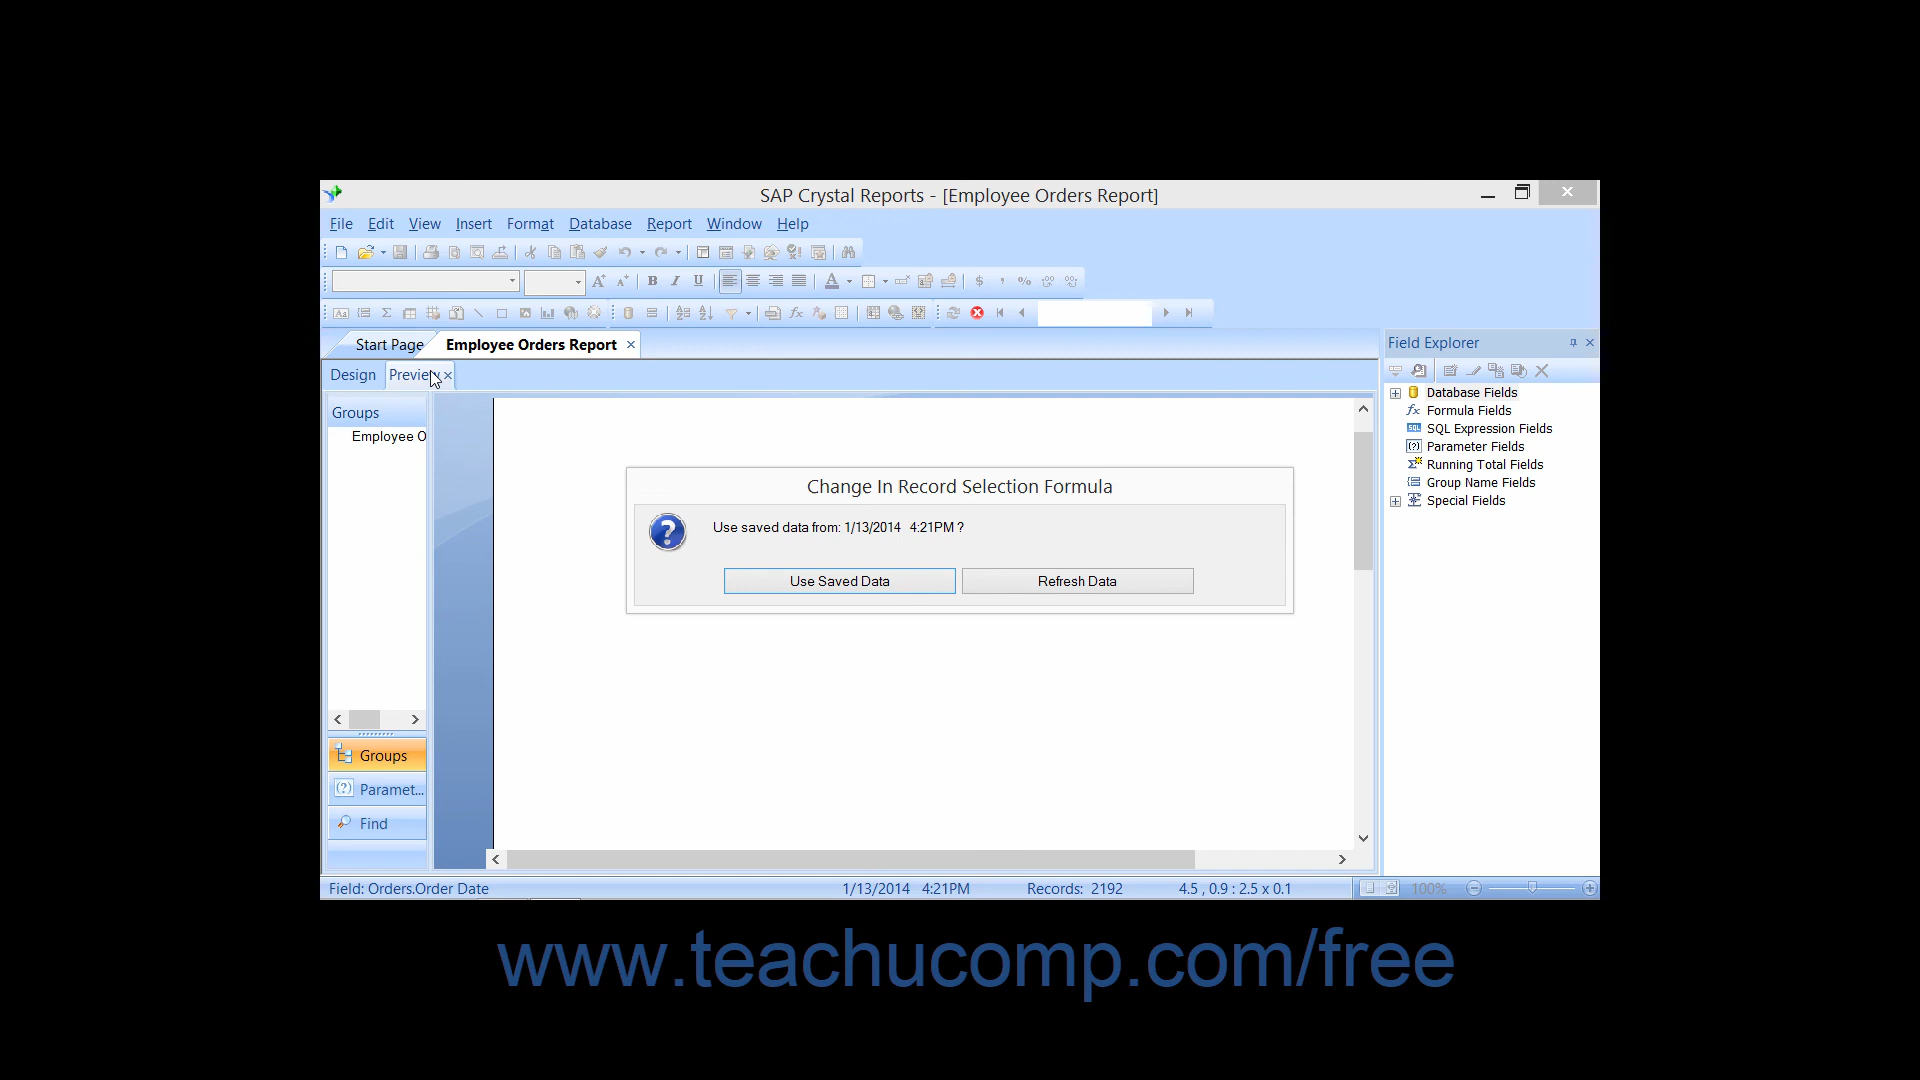 SAP Crystal Reports - [Employee Orders Report]
File Edit View Insert Format Database Report Window Help
Start Page Employee Orders Report
Design Preview
Groups
Employee O
Change In Record Selection Formula
Use saved data from: 1/13/2014 4:21PM ?
Use Saved Data Refresh Data
Groups
Paramet...
Find
Field Explorer
Database Fields
Formula Fields
SQL Expression Fields
Parameter Fields
Running Total Fields
Group Name Fields
Special Fields
Field: Orders.Order Date 1/13/2014 4:21PM Records: 2192 4.5 , 0.9 : 2.5 x 0.1 100%
www.teachucomp.com/free